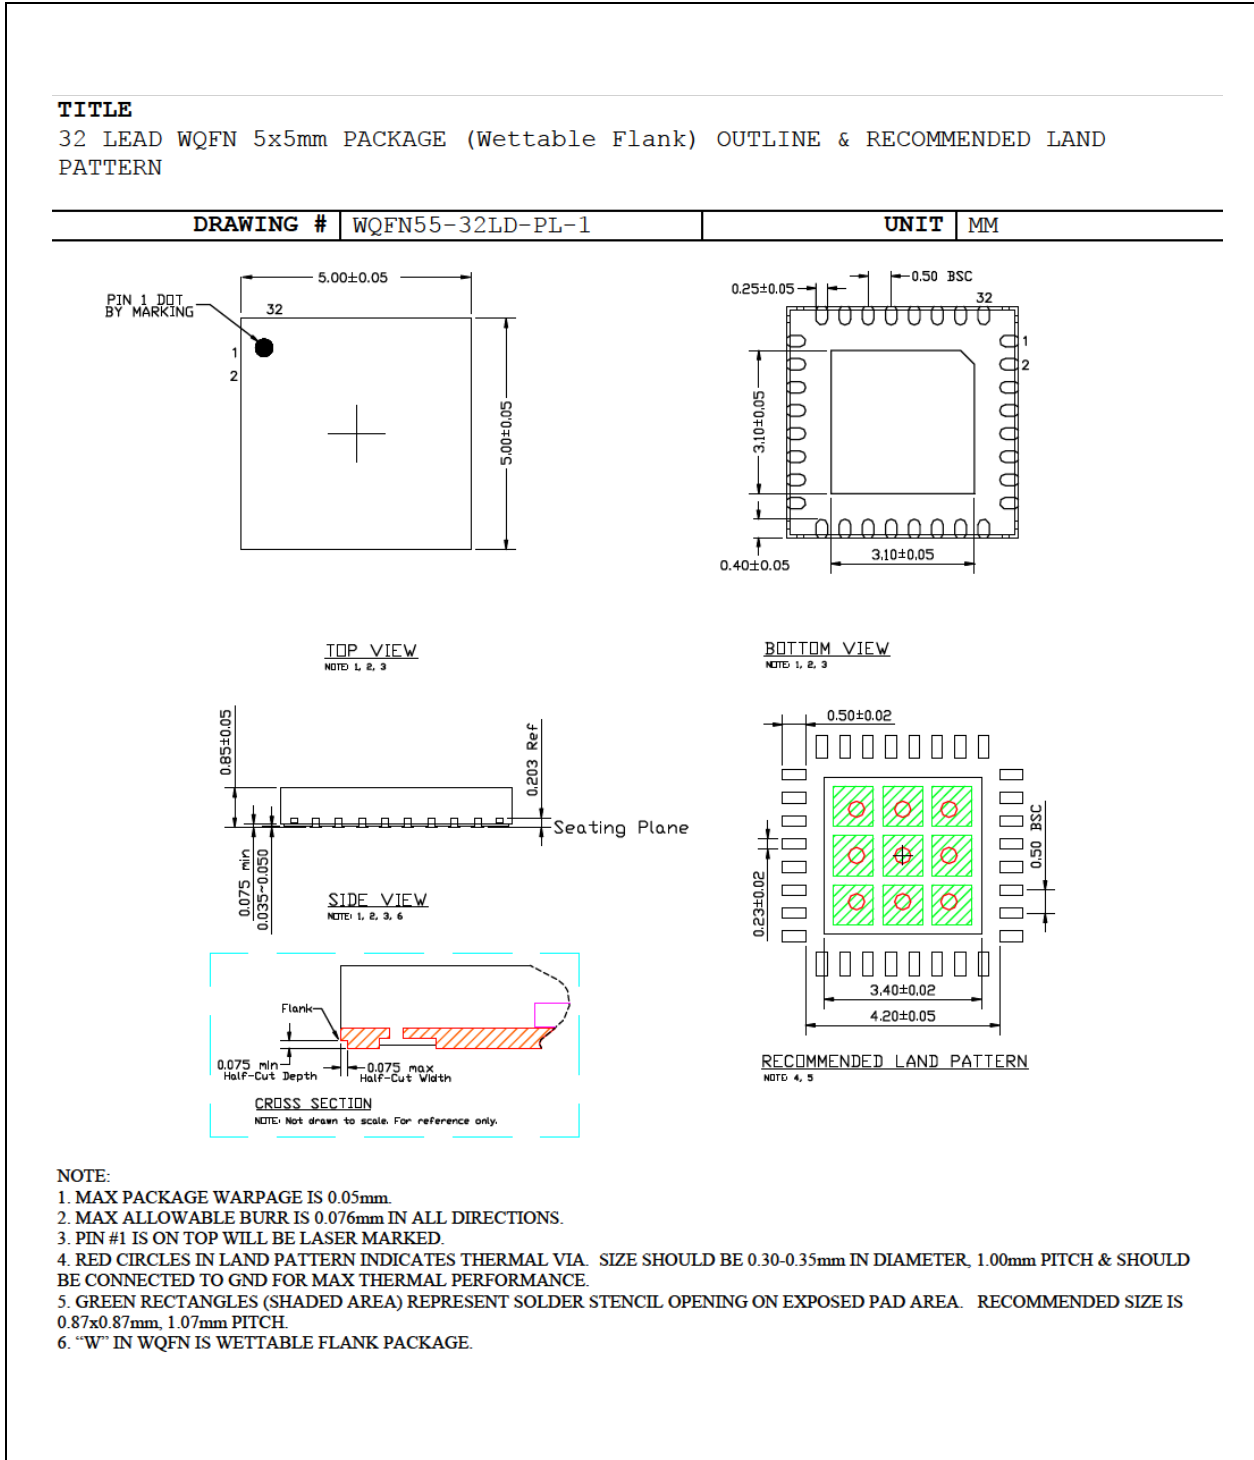 TITLE
32 LEAD WQFN 5x5mm PACKAGE (Wettable Flank) OUTLINE & RECOMMENDED LAND
PATTERN
DRAWING # WQFN55-32LD-PL-1 UNIT MM
5.00±0.05
PIN 1 DOT
BY MARKING
32
1
2
5.00±0.05
TOP VIEW
NOTE: 1, 2, 3
0.50 BSC
0.25±0.05
32
1
2
3.10±0.05
0.40±0.05
3.10±0.05
BOTTOM VIEW
NOTE: 1, 2, 3
0.85±0.05
0.203 Ref
Seating Plane
0.075 min
0.035~0.050
SIDE VIEW
NOTE: 1, 2, 3, 6
0.50±0.02
0.50 BSC
0.23±0.02
3.40±0.02
4.20±0.05
RECOMMENDED LAND PATTERN
NOTE: 4, 5
Flank
0.075 min
Half-Cut Depth
0.075 max
Half-Cut Width
CROSS SECTION
NOTE: Not drawn to scale. For reference only.
NOTE:
1. MAX PACKAGE WARPAGE IS 0.05mm.
2. MAX ALLOWABLE BURR IS 0.076mm IN ALL DIRECTIONS.
3. PIN #1 IS ON TOP WILL BE LASER MARKED.
4. RED CIRCLES IN LAND PATTERN INDICATES THERMAL VIA. SIZE SHOULD BE 0.30-0.35mm IN DIAMETER, 1.00mm PITCH & SHOULD
BE CONNECTED TO GND FOR MAX THERMAL PERFORMANCE.
5. GREEN RECTANGLES (SHADED AREA) REPRESENT SOLDER STENCIL OPENING ON EXPOSED PAD AREA. RECOMMENDED SIZE IS
0.87x0.87mm, 1.07mm PITCH.
6. “W” IN WQFN IS WETTABLE FLANK PACKAGE.